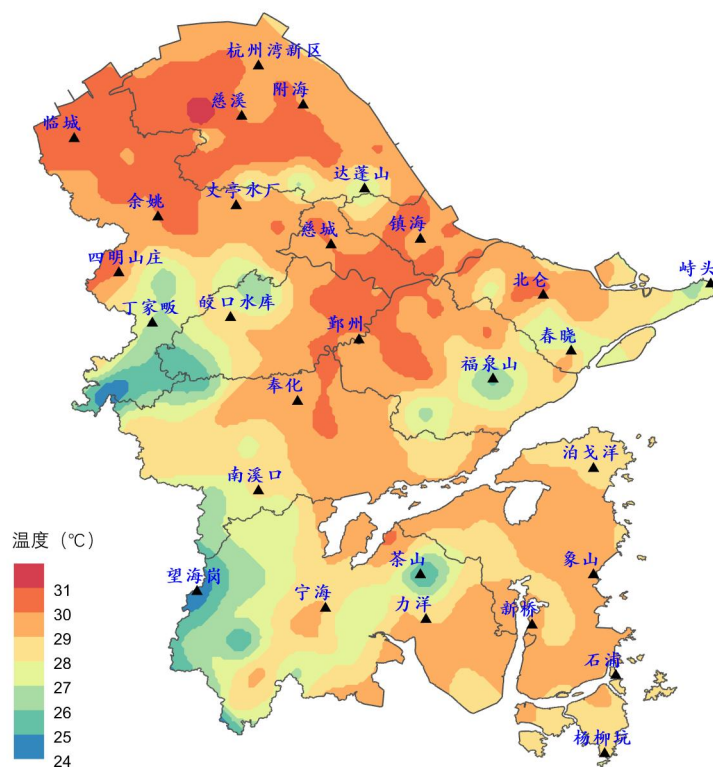 杭州湾新区
附海
慈溪
临城
达蓬山
丈亭水厂
余姚
镇海
慈城
四明山庄
峙头
北仑
丁家畈
皎口水库
鄞州
春晓
福泉山
奉化
泊戈洋
南溪口
温度（℃）
茶山
象山
望海岗
宁海
力洋
新桥
石浦
杨柳坑
31
30
29
28
27
26
25
24